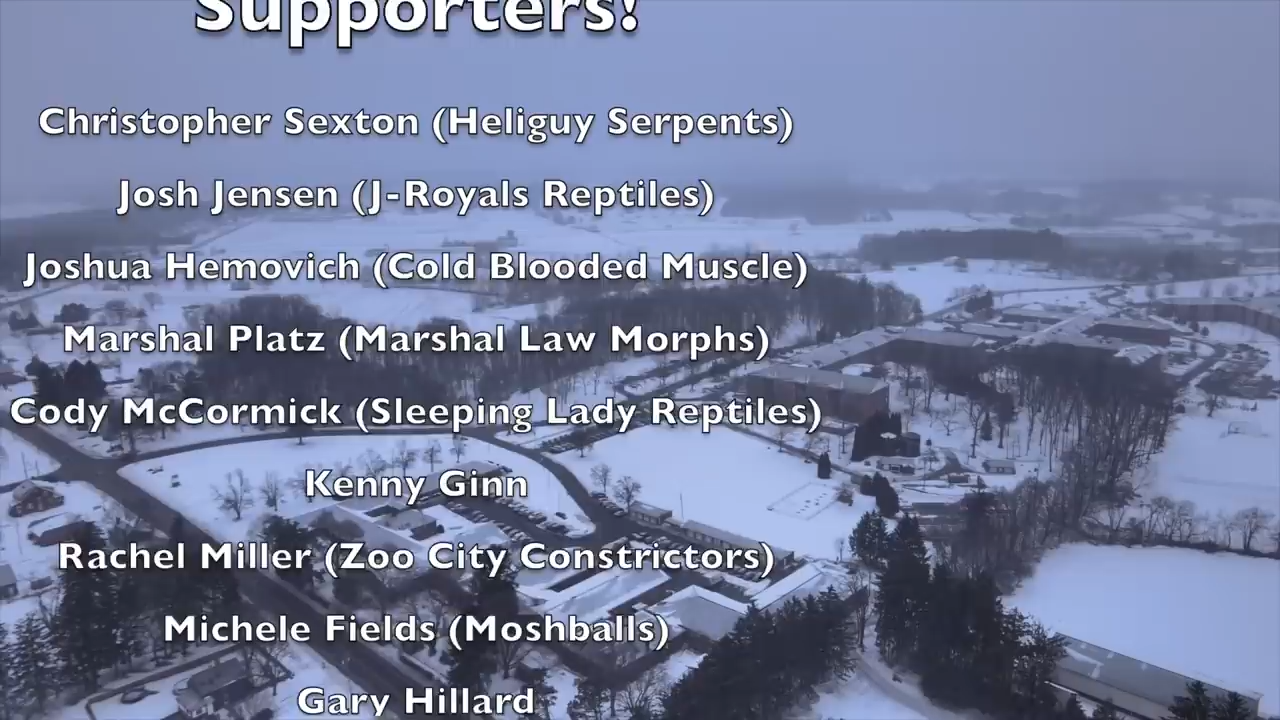 Supporters!
Christopher Sexton (Heliguy Serpents)
Josh Jensen (J-Royals Reptiles)
Joshua Hemovich (Cold Blooded Muscle)
Marshal Platz (Marshal Law Morphs)
Cody McCormick (Sleeping Lady Reptiles)
Kenny Ginn
Rachel Miller (Zoo City Constrictors)
Michele Fields (Moshballs)
Gary Hillard